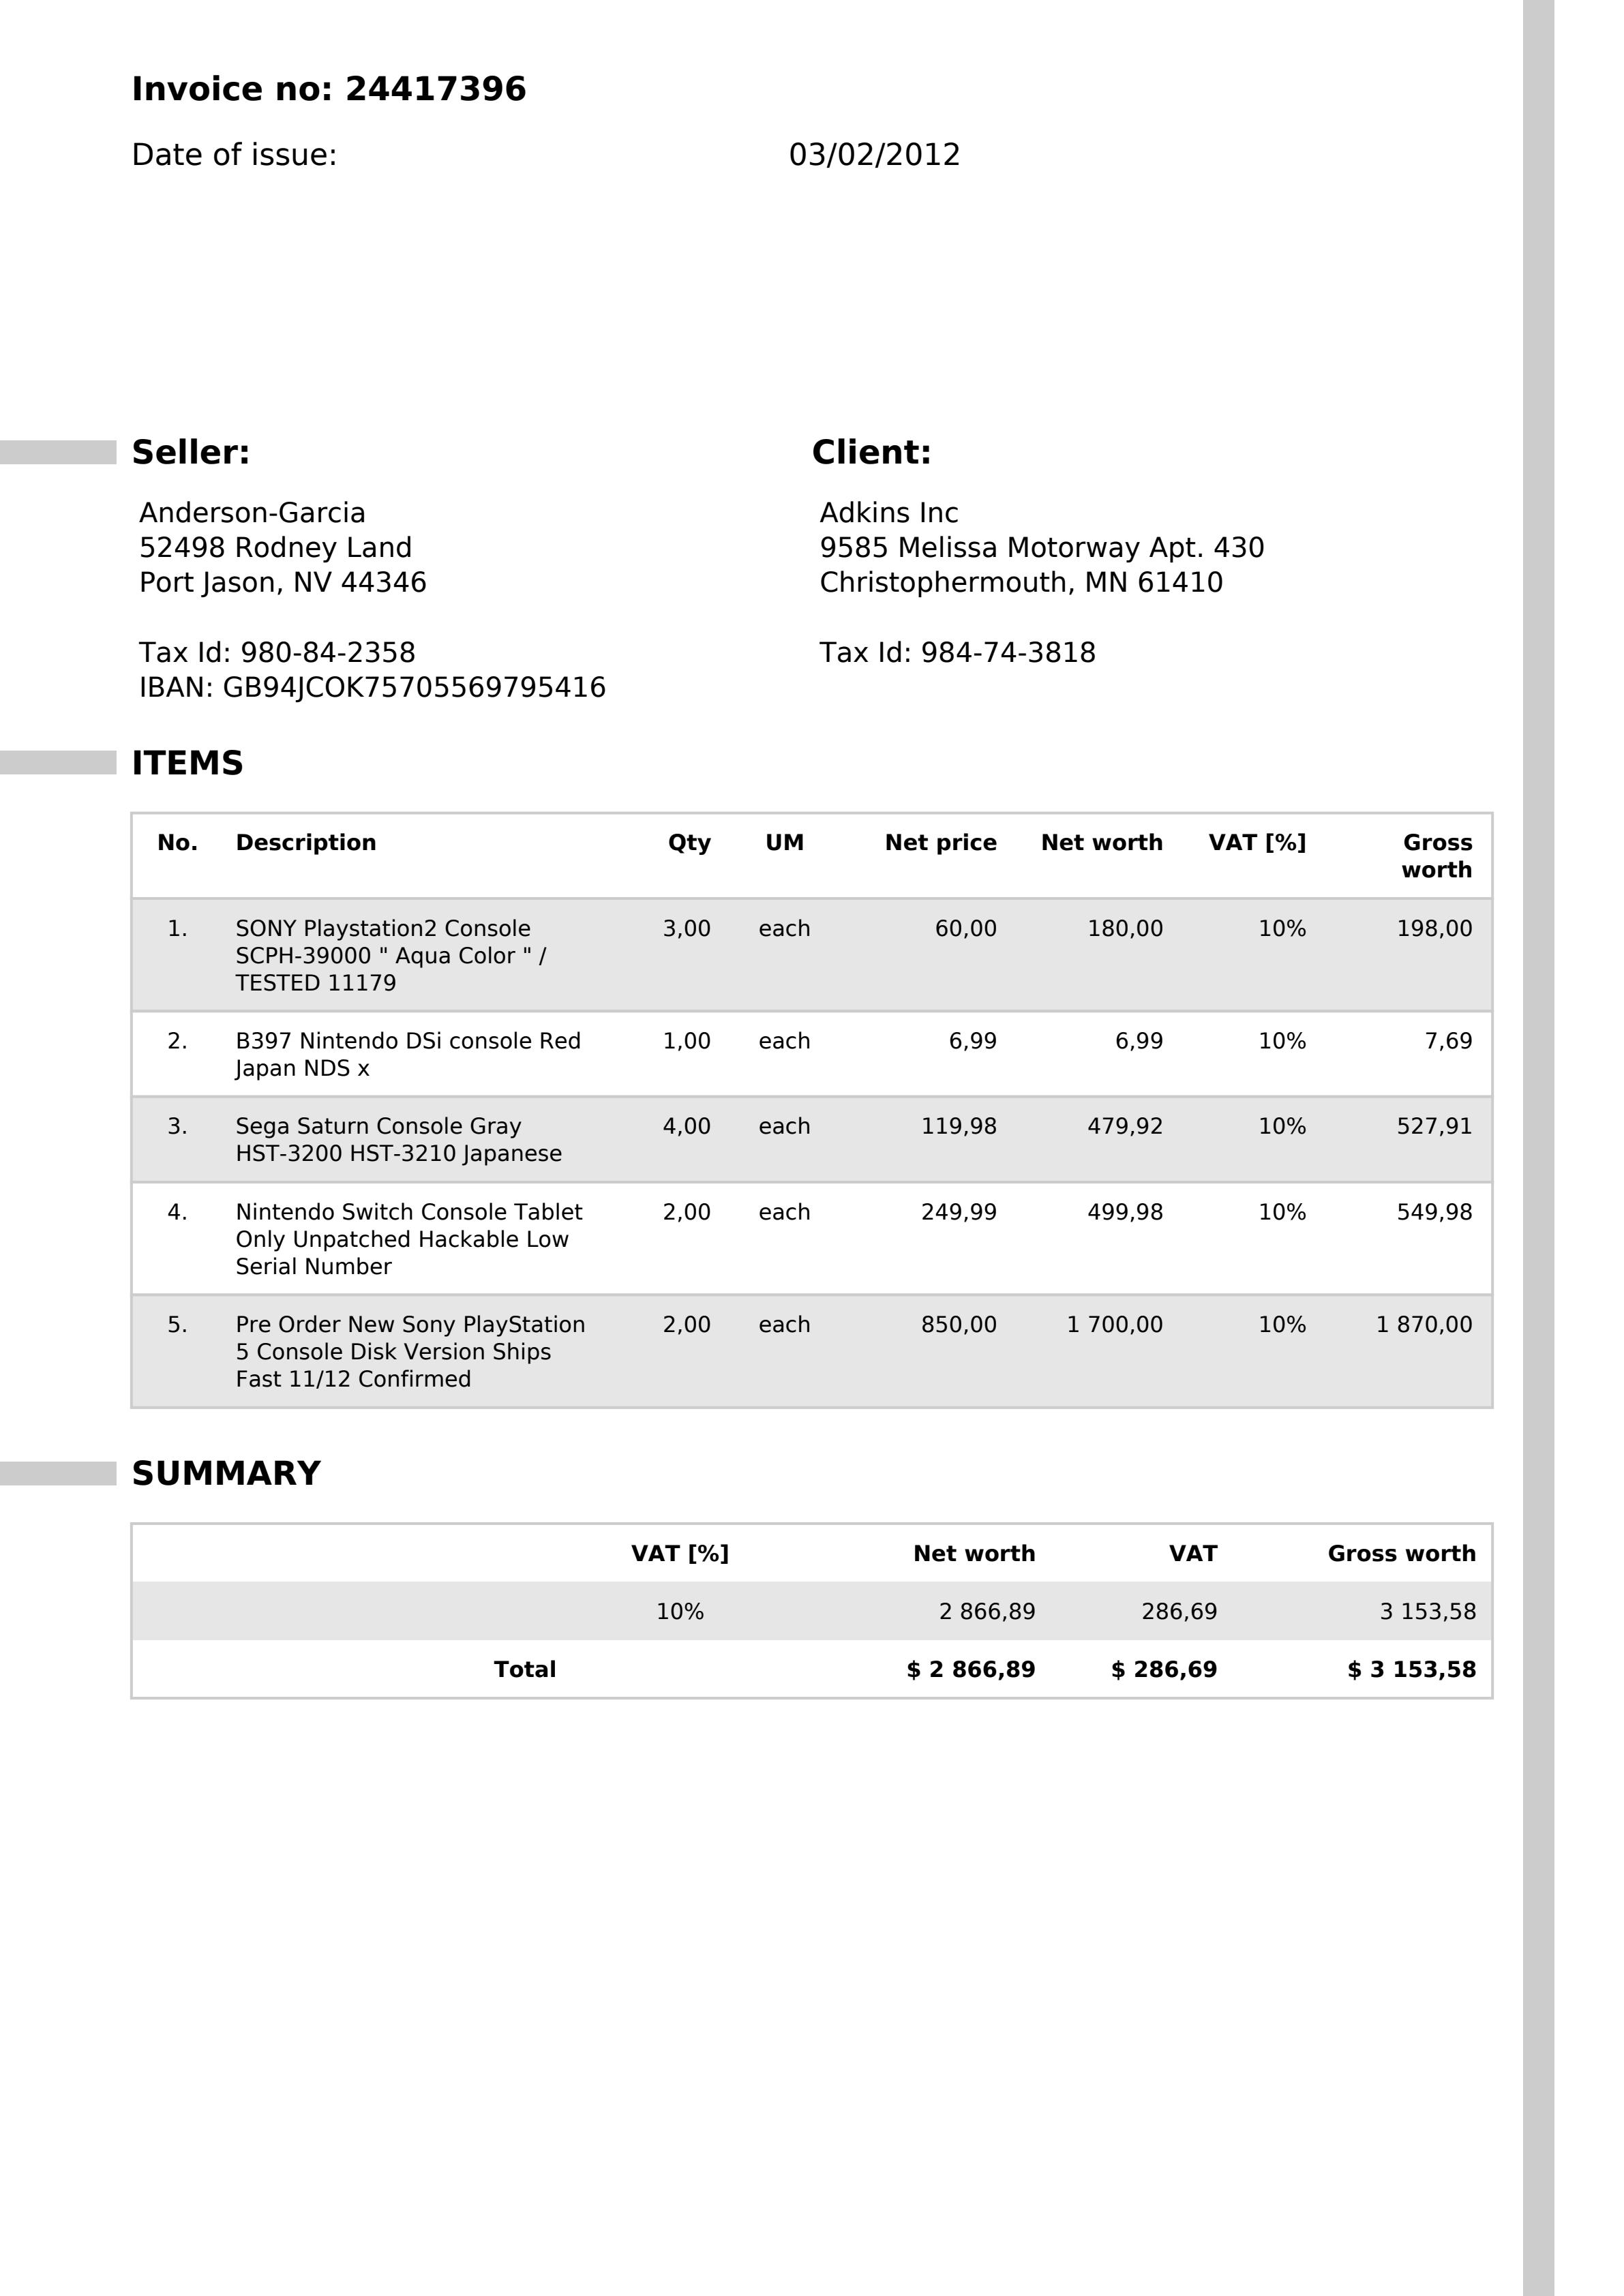 Invoice no: 24417396
Date of issue: 03/02/2012
Seller:
Anderson-Garcia
52498 Rodney Land
Port Jason, NV 44346
Tax Id: 980-84-2358
IBAN: GB94JCOK75705569795416
Client:
Adkins Inc
9585 Melissa Motorway Apt. 430
Christophermouth, MN 61410
Tax Id: 984-74-3818
ITEMS
No. Description Qty UM Net price Net worth VAT [%] Gross
worth
1. SONY Playstation2 Console 3,00 each 60,00 180,00 10% 198,00
SCPH-39000 " Aqua Color " /
TESTED 11179
2. B397 Nintendo DSi console Red 1,00 each 6,99 6,99 10% 7,69
Japan NDS x
3. Sega Saturn Console Gray 4,00 each 119,98 479,92 10% 527,91
HST-3200 HST-3210 Japanese
4. Nintendo Switch Console Tablet 2,00 each 249,99 499,98 10% 549,98
Only Unpatched Hackable Low
Serial Number
5. Pre Order New Sony PlayStation 2,00 each 850,00 1 700,00 10% 1 870,00
5 Console Disk Version Ships
Fast 11/12 Confirmed
SUMMARY
VAT [%] Net worth VAT Gross worth
10% 2 866,89 286,69 3 153,58
Total $ 2 866,89 $ 286,69 $ 3 153,58